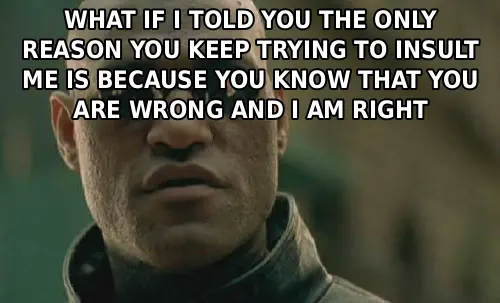 WHAT IF I TOLD YOU THE ONLY
REASON YOU KEEP TRYING TO INSULT
ME IS BECAUSE YOU KNOW THAT YOU
ARE WRONG AND I AM RIGHT